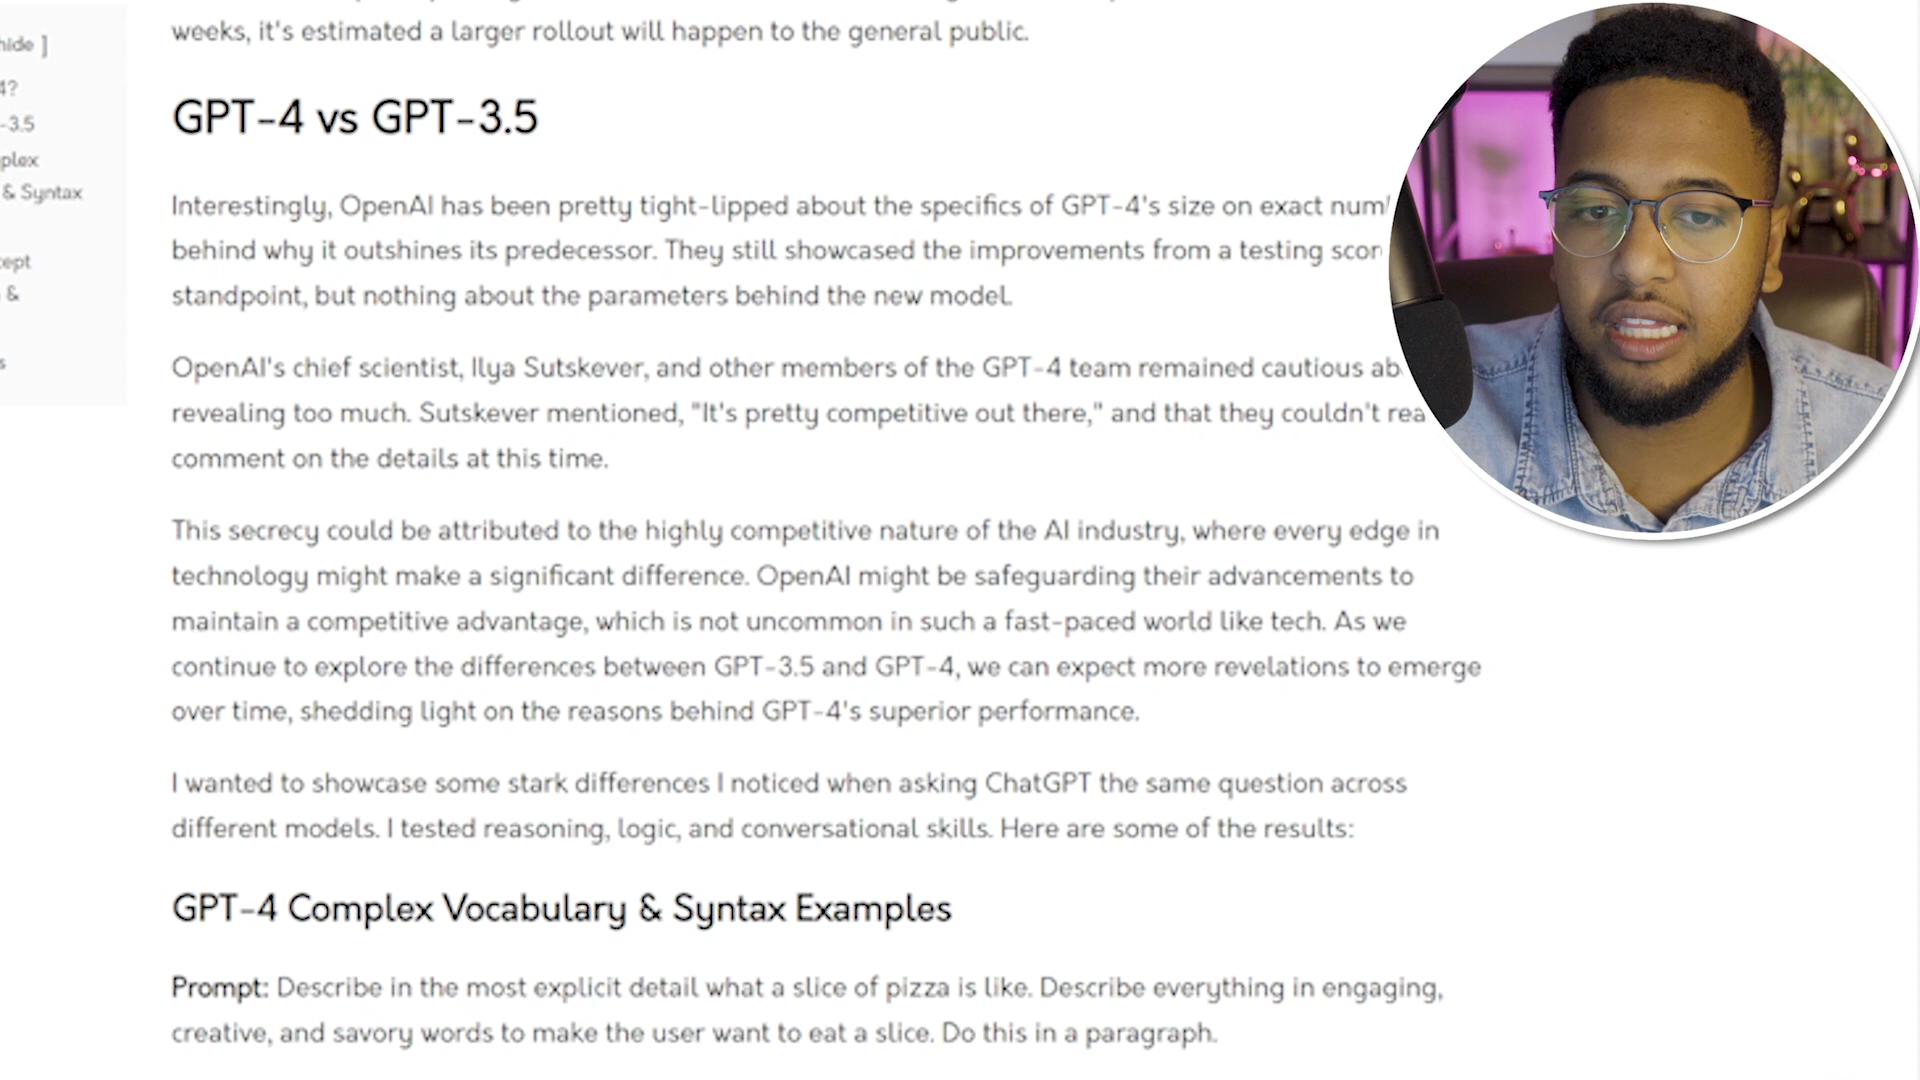 weeks, it's estimated a larger rollout will happen to the general public.
hide ]
4?
-3.5
& Syntax
&
s
GPT-4 vs GPT-3.5
Interestingly, OpenAI has been pretty tight-lipped about the specifics of GPT-4's size on exact num
behind why it outshines its predecessor. They still showcased the improvements from a testing scor
standpoint, but nothing about the parameters behind the new model.
OpenAI's chief scientist, Ilya Sutskever, and other members of the GPT-4 team remained cautious ab
revealing too much. Sutskever mentioned, "It's pretty competitive out there," and that they couldn't rea
comment on the details at this time.
This secrecy could be attributed to the highly competitive nature of the AI industry, where every edge in
technology might make a significant difference. OpenAI might be safeguarding their advancements to
maintain a competitive advantage, which is not uncommon in such a fast-paced world like tech. As we
continue to explore the differences between GPT-3.5 and GPT-4, we can expect more revelations to emerge
over time, shedding light on the reasons behind GPT-4's superior performance.
I wanted to showcase some stark differences I noticed when asking ChatGPT the same question across
different models. I tested reasoning, logic, and conversational skills. Here are some of the results:
GPT-4 Complex Vocabulary & Syntax Examples
Prompt: Describe in the most explicit detail what a slice of pizza is like. Describe everything in engaging,
creative, and savory words to make the user want to eat a slice. Do this in a paragraph.